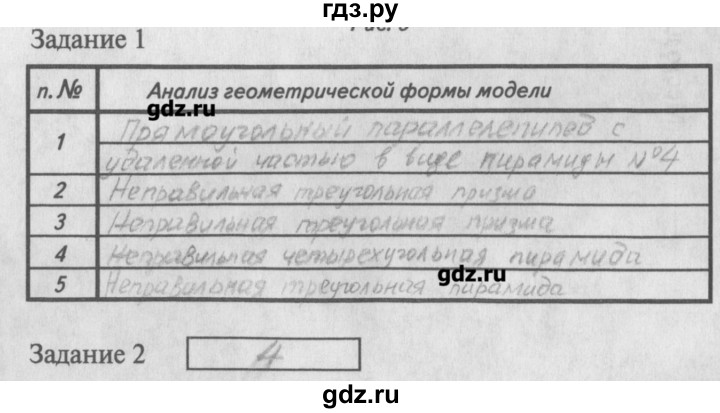 гдз.ру
Задание 1
п. № Анализ геометрической формы модели
gdz.ru
1 Прямоугольный параллелепипед с
удаленной частью в виде пирамиды №4
2 Неправильная треугольная призма
3 Неправильная треугольная призма
4 Неправильная четырехугольная пирамида
gdz.ru
5 Неправильная треугольная пирамида
Задание 2 4
gdz.ru